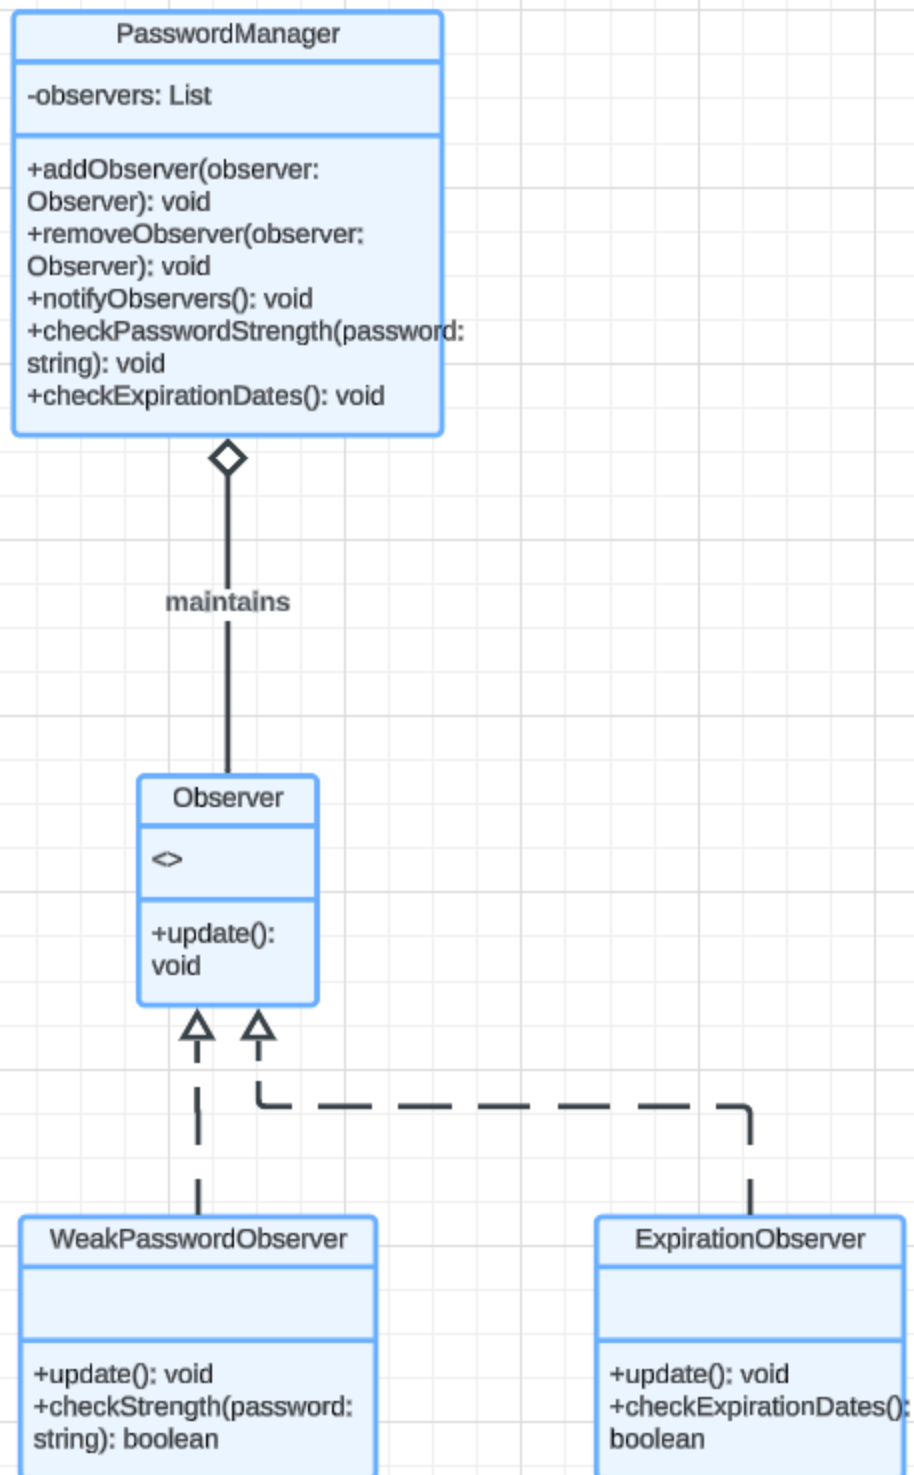 PasswordManager
-observers: List
+addObserver(observer:
Observer): void
+removeObserver(observer:
Observer): void
+notifyObservers(): void
+checkPasswordStrength(password:
string): void
+checkExpirationDates(): void
maintains
Observer
<>
+update():
void
WeakPasswordObserver
+update(): void
+checkStrength(password:
string): boolean
ExpirationObserver
+update(): void
+checkExpirationDates():
boolean